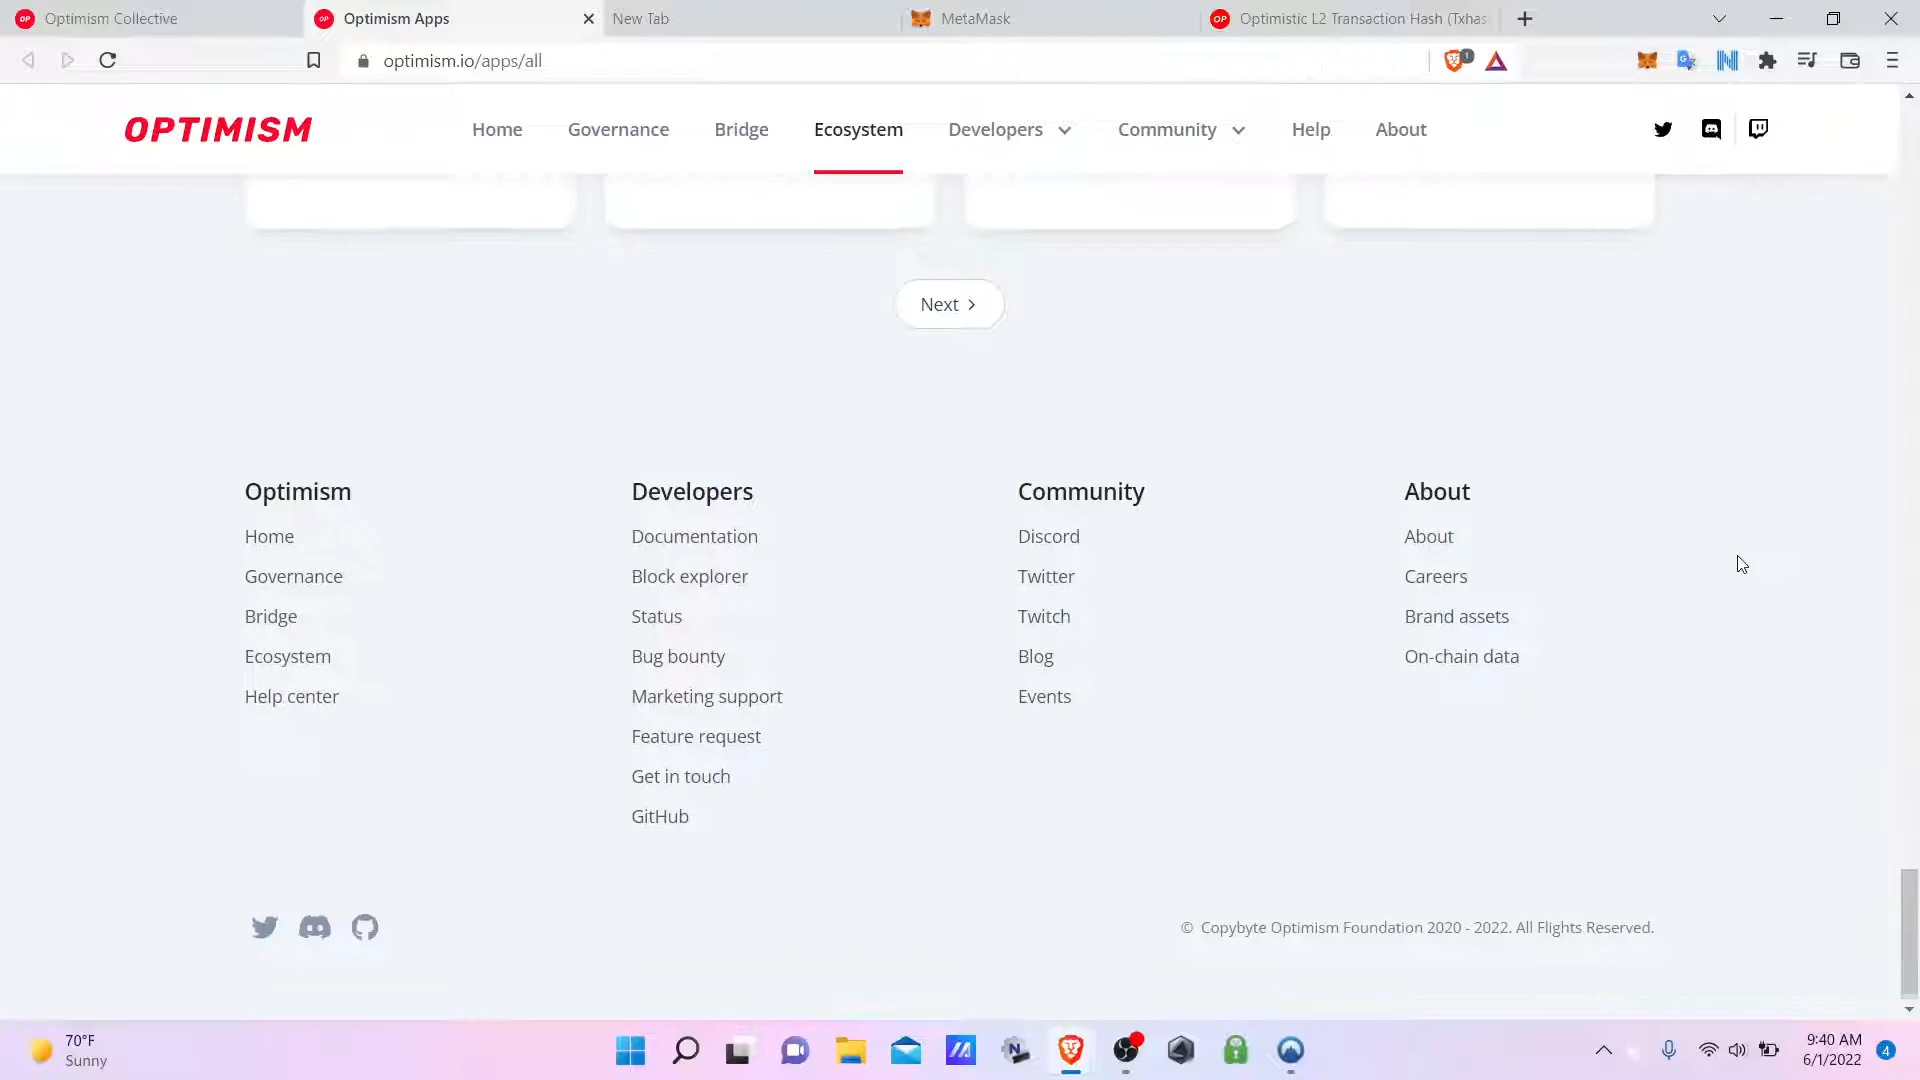 Optimism Collective
Optimism Apps
New Tab
MetaMask
Optimistic L2 Transaction Hash (Txhas
optimism.io/apps/all
1
OPTIMISM
Home
Governance
Bridge
Ecosystem
Developers
Community
Help
About
Next
Optimism
Home
Governance
Bridge
Ecosystem
Help center
Developers
Documentation
Block explorer
Status
Bug bounty
Marketing support
Feature request
Get in touch
GitHub
Community
Discord
Twitter
Twitch
Blog
Events
About
About
Careers
Brand assets
On-chain data
© Copybyte Optimism Foundation 2020 - 2022. All Flights Reserved.
70°F
Sunny
9:40 AM
6/1/2022
4